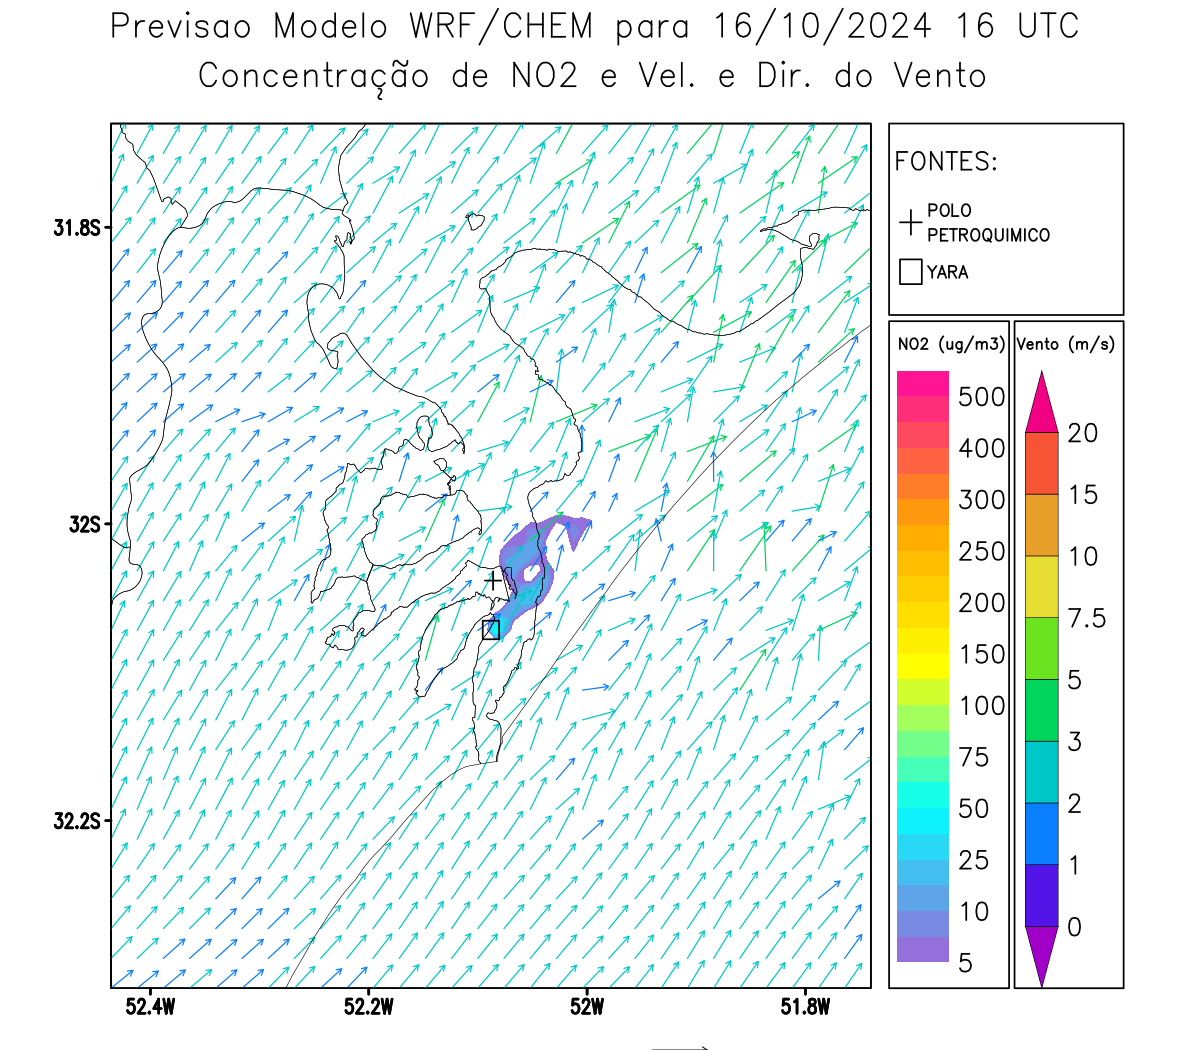 Previsao Modelo WRF/CHEM para 16/10/2024 16 UTC
Concentração de NO2 e Vel. e Dir. do Vento
FONTES:
POLO
PETROQUIMICO
YARA
31.8S
32S
32.2S
52.4W
52.2W
52W
51.8W
NO2 (ug/m3)
500
400
300
250
200
150
100
75
50
25
10
5
Vento (m/s)
20
15
10
7.5
5
3
2
1
0